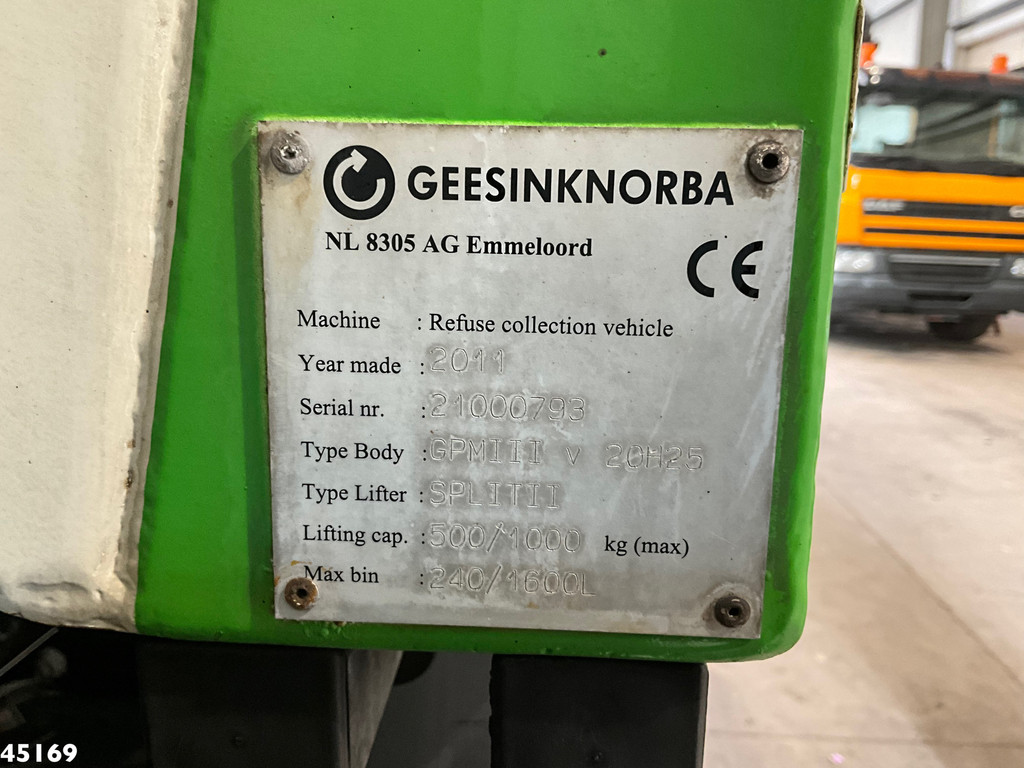 GEESINKNORBA
NL 8305 AG Emmeloord
CE
Machine : Refuse collection vehicle
Year made : 2011
Serial nr. : 21000793
Type Body : GPMIII v 20H25
Type Lifter : SPLITII
Lifting cap. : 500/1000 kg (max)
Max bin : 240/1600L
45169